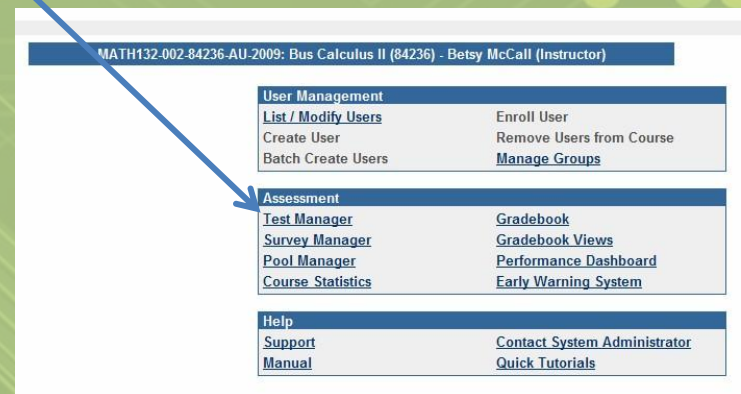 MATH132-002-84236-AU-2009: Bus Calculus II (84236) - Betsy McCall (Instructor)
User Management
List / Modify Users Enroll User
Create User Remove Users from Course
Batch Create Users Manage Groups
Assessment
Test Manager Gradebook
Survey Manager Gradebook Views
Pool Manager Performance Dashboard
Course Statistics Early Warning System
Help
Support Contact System Administrator
Manual Quick Tutorials